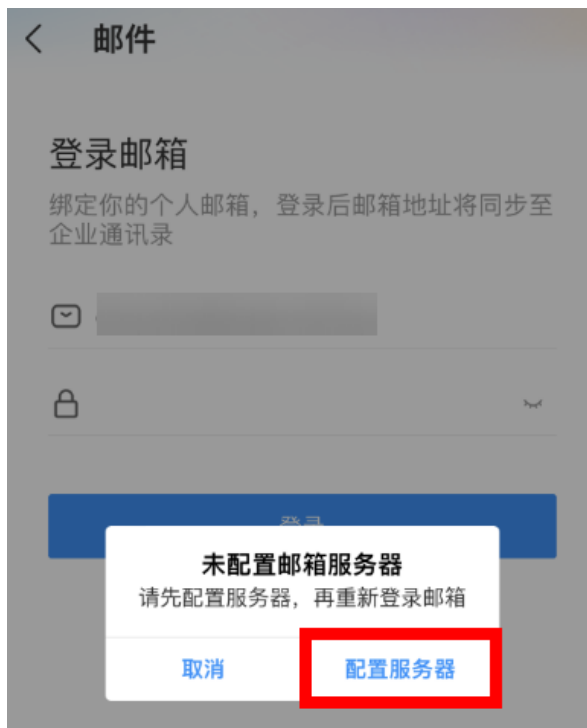 邮件
登录邮箱
绑定你的个人邮箱，登录后邮箱地址将同步至
企业通讯录
登录
未配置邮箱服务器
请先配置服务器，再重新登录邮箱
取消
配置服务器